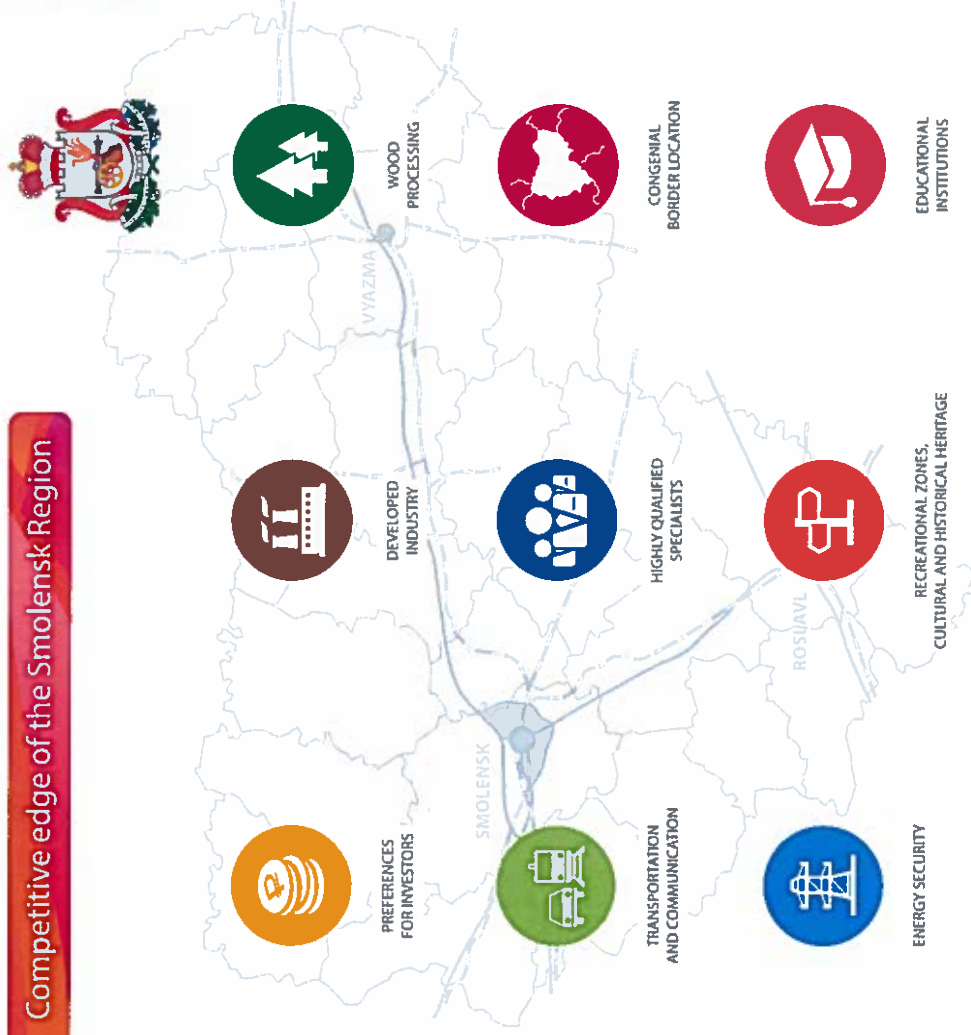 Competitive edge of the Smolensk Region
PREFERENCES
FOR INVESTORS
DEVELOPED
INDUSTRY
WOOD
PROCESSING
VYAZMA
SMOLENSK
TRANSPORTATION
AND COMMUNICATION
HIGHLY QUALIFIED
SPECIALISTS
CONGENIAL
BORDER LOCATION
ROSLAVL
ENERGY SECURITY
RECREATIONAL ZONES,
CULTURAL AND HISTORICAL HERITAGE
EDUCATIONAL
INSTITUTIONS